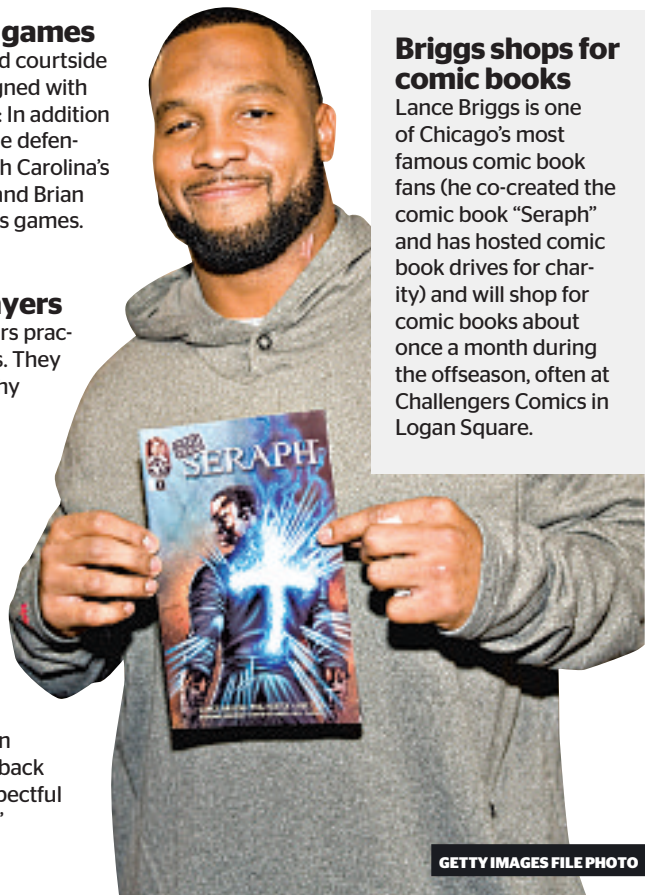 games
d courtside
gned with
: In addition
e defen-
h Carolina's
and Brian
s games.
ayers
rs prac-
s. They
ny
n
back
pectful
”
Briggs shops for
comic books
Lance Briggs is one
of Chicago’s most
famous comic book
fans (he co-created the
comic book “Seraph”
and has hosted comic
book drives for char-
ity) and will shop for
comic books about
once a month during
the offseason, often at
Challengers Comics in
Logan Square.
SERAPH
GETTY IMAGES FILE PHOTO